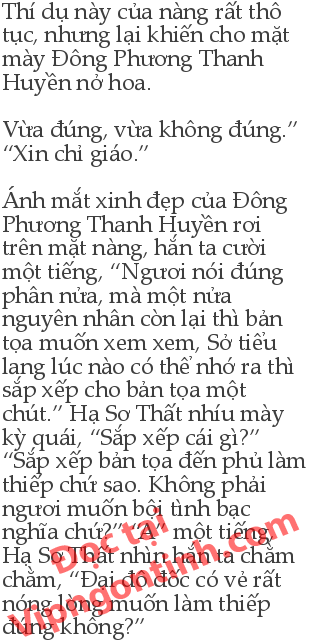 Thí dụ này của nàng rất thô
tục, nhưng lại khiến cho mặt
mày Đông Phương Thanh
Huyền nở hoa.
Vừa đúng, vừa không đúng.”
“Xin chỉ giáo.”
Ánh mắt xinh đẹp của Đông
Phương Thanh Huyền rơi
trên mặt nàng, hắn ta cười
một tiếng, “Ngươi nói đúng
phân nửa, mà một nửa
nguyên nhân còn lại thì bản
tọa muốn xem xem, Sở tiểu
lang lúc nào có thể nhớ ra thì
sắp xếp cho bản tọa một
chút.” Hạ Sơ Thất nhíu mày
kỳ quái, “Sắp xếp cái gì?”
“Sắp xếp bản tọa đến phủ làm
thiếp chứ sao. Không phải
ngươi muốn bội tình bạc
nghĩa chứ?” “A” một tiếng,
Hạ Sơ Thất nhìn hắn ta chằm
chằm, “Đại đô đốc có vẻ rất
nóng lòng muốn làm thiếp
đúng không?”
Đọc tại
Vipngontinh.com